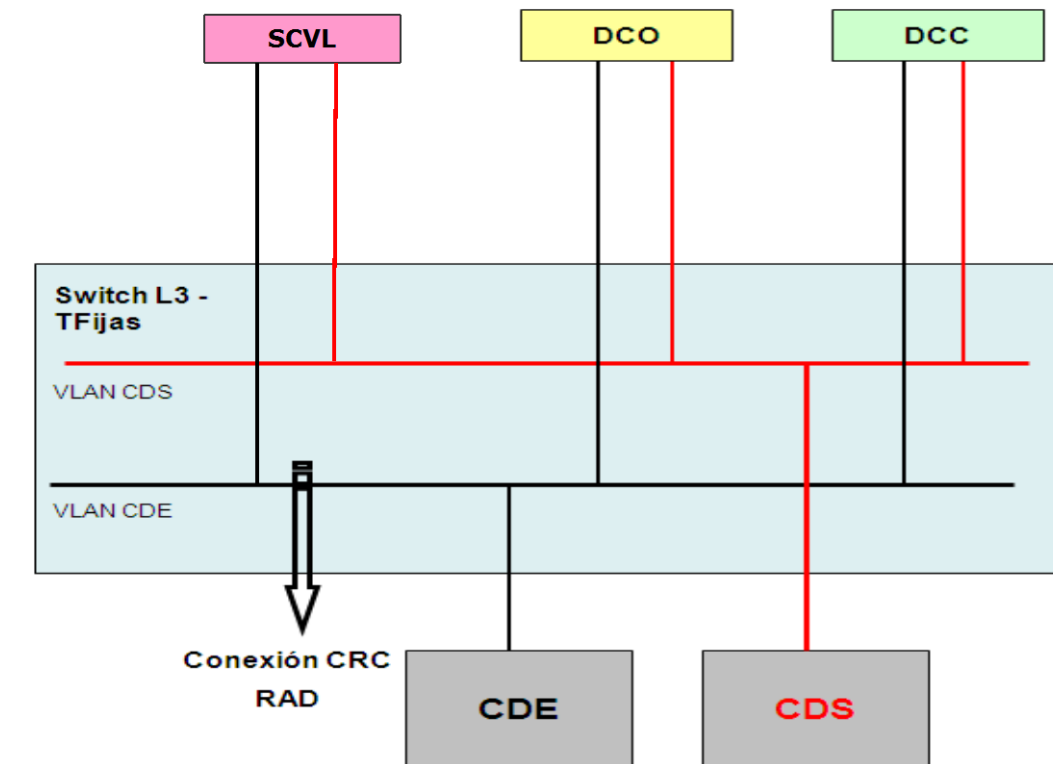 SCVL
DCO
DCC
Switch L3 -
TFijas
VLAN CDS
VLAN CDE
Conexión CRC
RAD
CDE
CDS